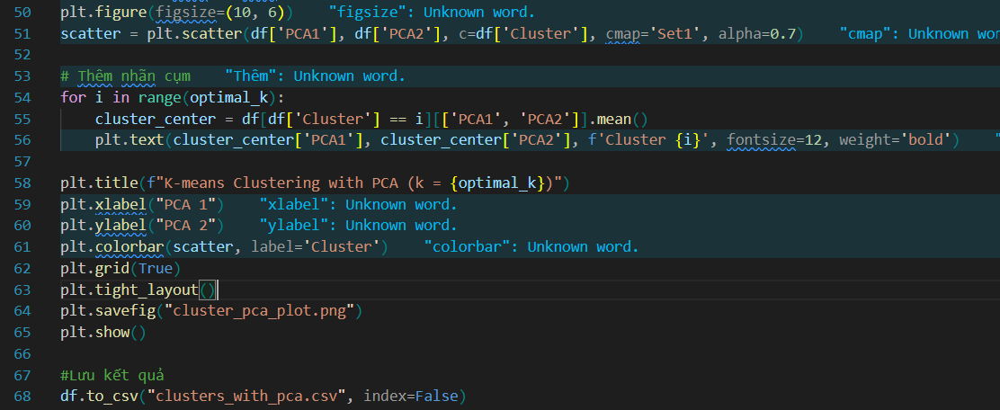 50 plt.figure(figsize=(10, 6)) "figsize": Unknown word.
51 scatter = plt.scatter(df['PCA1'], df['PCA2'], c=df['Cluster'], cmap='Set1', alpha=0.7) "cmap": Unknown wor
52
53 # Thêm nhãn cụm "Thêm": Unknown word.
54 for i in range(optimal_k):
55 cluster_center = df[df['Cluster'] == i][['PCA1', 'PCA2']].mean()
56 plt.text(cluster_center['PCA1'], cluster_center['PCA2'], f'Cluster {i}', fontsize=12, weight='bold') "
57
58 plt.title(f"K-means Clustering with PCA (k = {optimal_k})")
59 plt.xlabel("PCA 1") "xlabel": Unknown word.
60 plt.ylabel("PCA 2") "ylabel": Unknown word.
61 plt.colorbar(scatter, label='Cluster') "colorbar": Unknown word.
62 plt.grid(True)
63 plt.tight_layout()
64 plt.savefig("cluster_pca_plot.png")
65 plt.show()
66
67 #Lưu kết quả
68 df.to_csv("clusters_with_pca.csv", index=False)